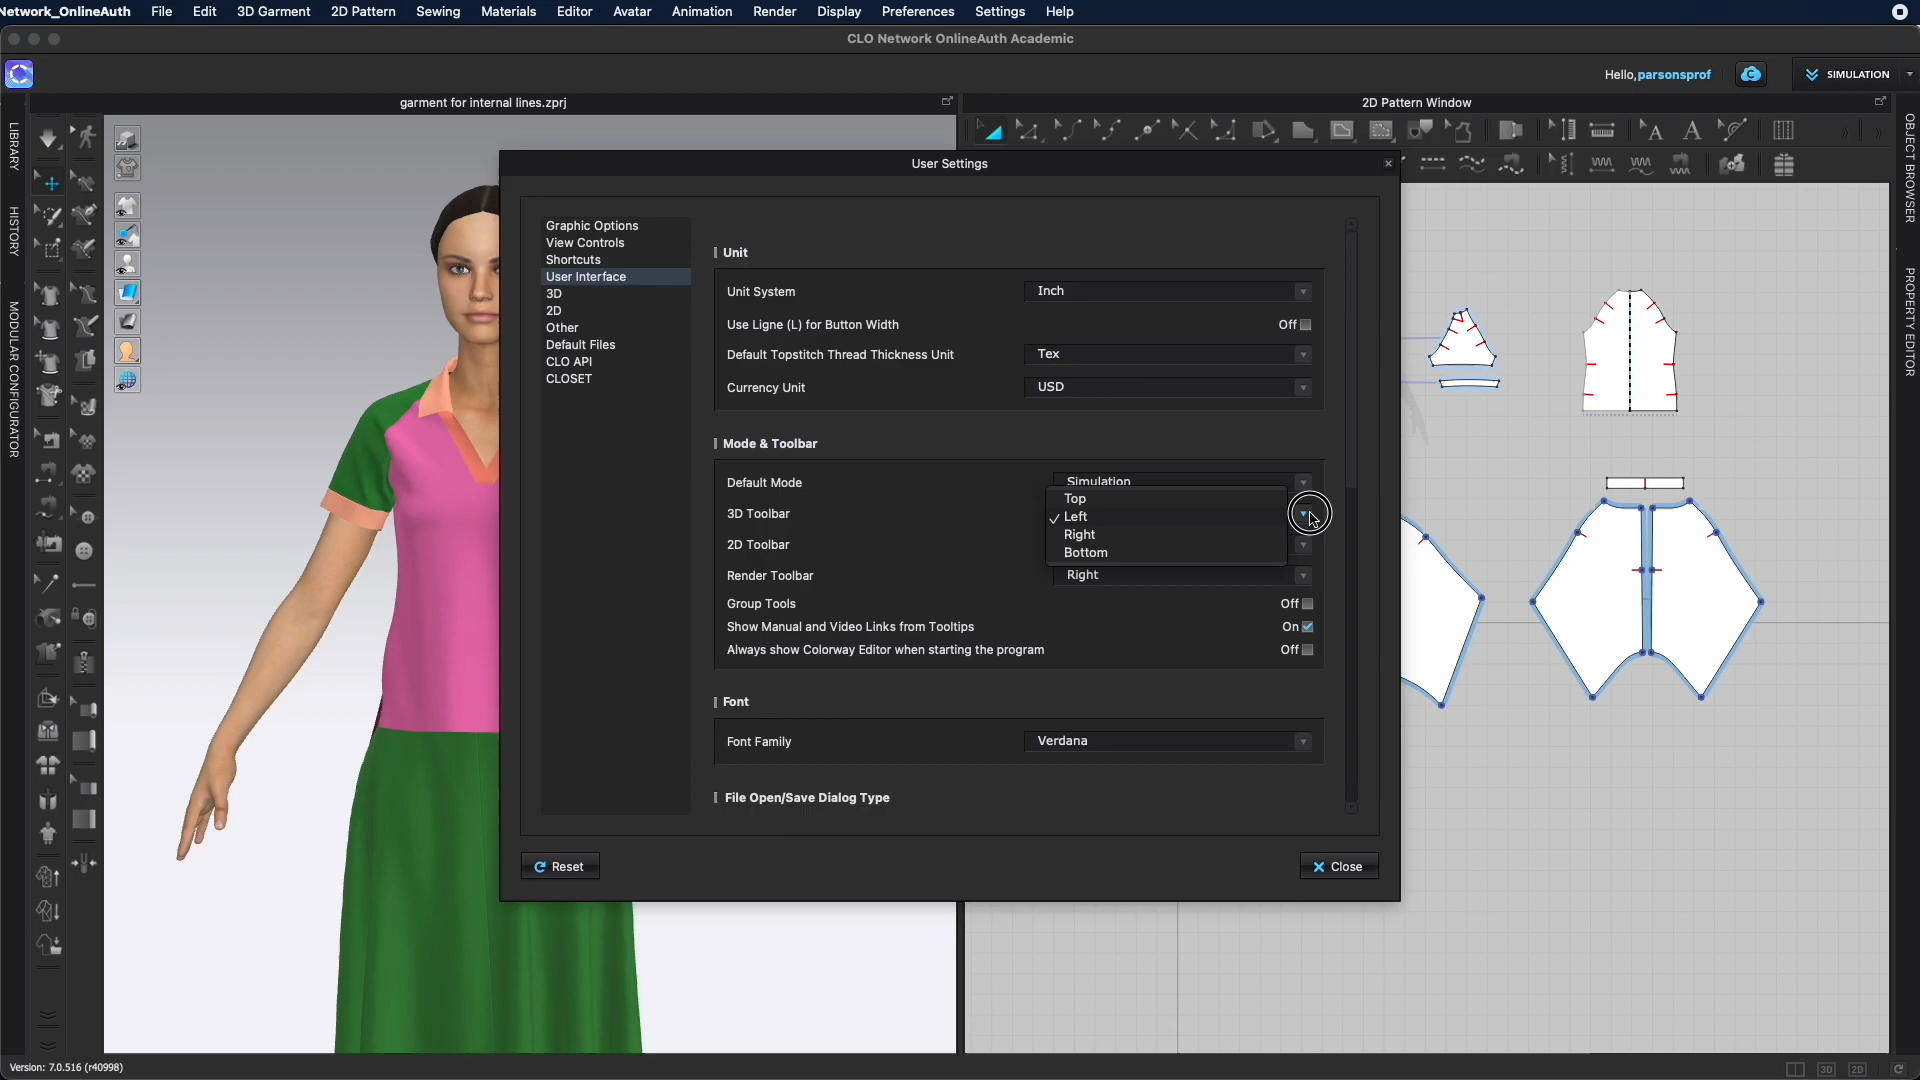 Network_OnlineAuth File Edit 3D Garment 2D Pattern Sewing Materials Editor Avatar Animation Render Display Preferences Settings Help
CLO Network OnlineAuth Academic
Hello,parsonsprof
SIMULATION
garment for internal lines.zprj
2D Pattern Window
LIBRARY
HISTORY
MODULAR CONFIGURATOR
OBJECT BROWSER
PROPERTY EDITOR
User Settings
Graphic Options
View Controls
Shortcuts
User Interface
3D
2D
Other
Default Files
CLO API
CLOSET
Unit
Unit System Inch
Use Ligne (L) for Button Width Off
Default Topstitch Thread Thickness Unit Tex
Currency Unit USD
Mode & Toolbar
Default Mode Simulation
3D Toolbar
Top
Left
Right
Bottom
2D Toolbar
Render Toolbar Right
Group Tools Off
Show Manual and Video Links from Tooltips On
Always show Colorway Editor when starting the program Off
Font
Font Family Verdana
File Open/Save Dialog Type
Reset
Close
Version: 7.0.516 (r40998)
3D
2D